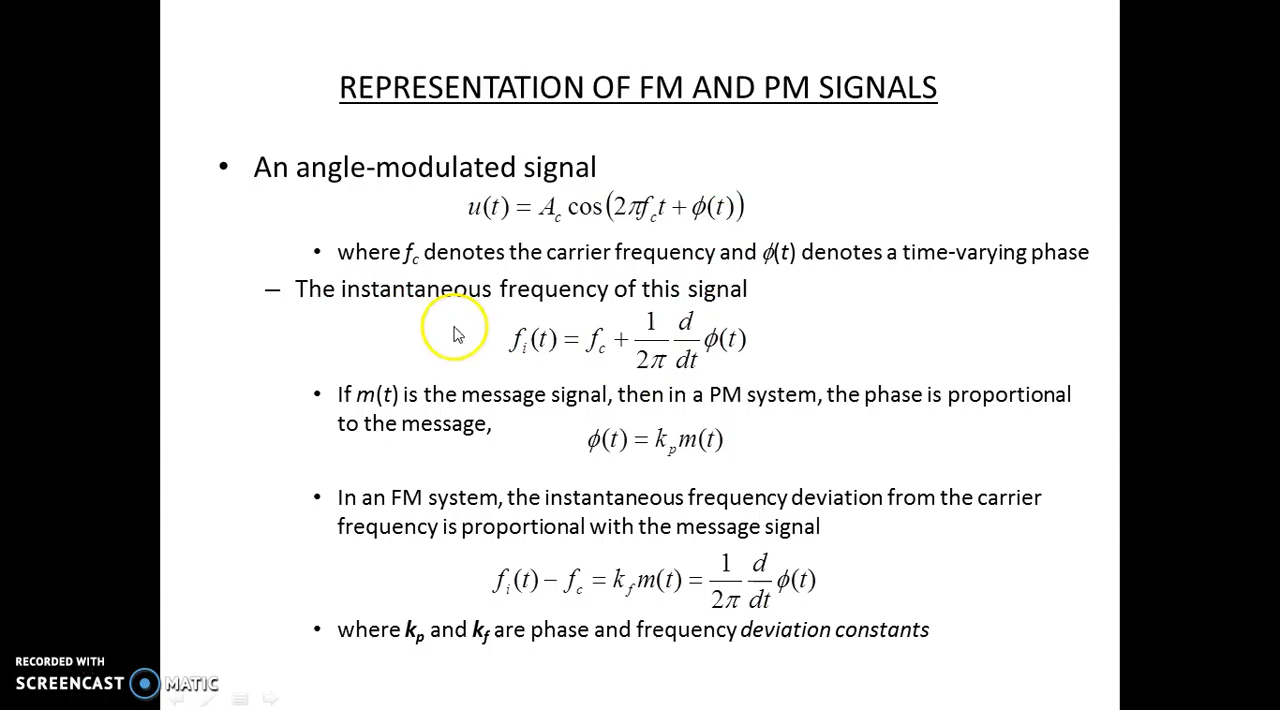 REPRESENTATION OF FM AND PM SIGNALS
• An angle-modulated signal
u(t) = A_c cos(2πf_c t + ϕ(t))
• where f_c denotes the carrier frequency and ϕ(t) denotes a time-varying phase
– The instantaneous frequency of this signal
f_i(t) = f_c + \frac{1}{2π} \frac{d}{dt} ϕ(t)
• If m(t) is the message signal, then in a PM system, the phase is proportional
to the message,
ϕ(t) = k_p m(t)
• In an FM system, the instantaneous frequency deviation from the carrier
frequency is proportional with the message signal
f_i(t) − f_c = k_f m(t) = \frac{1}{2π} \frac{d}{dt} ϕ(t)
• where k_p and k_f are phase and frequency deviation constants
RECORDED WITH
SCREENCAST MATIC